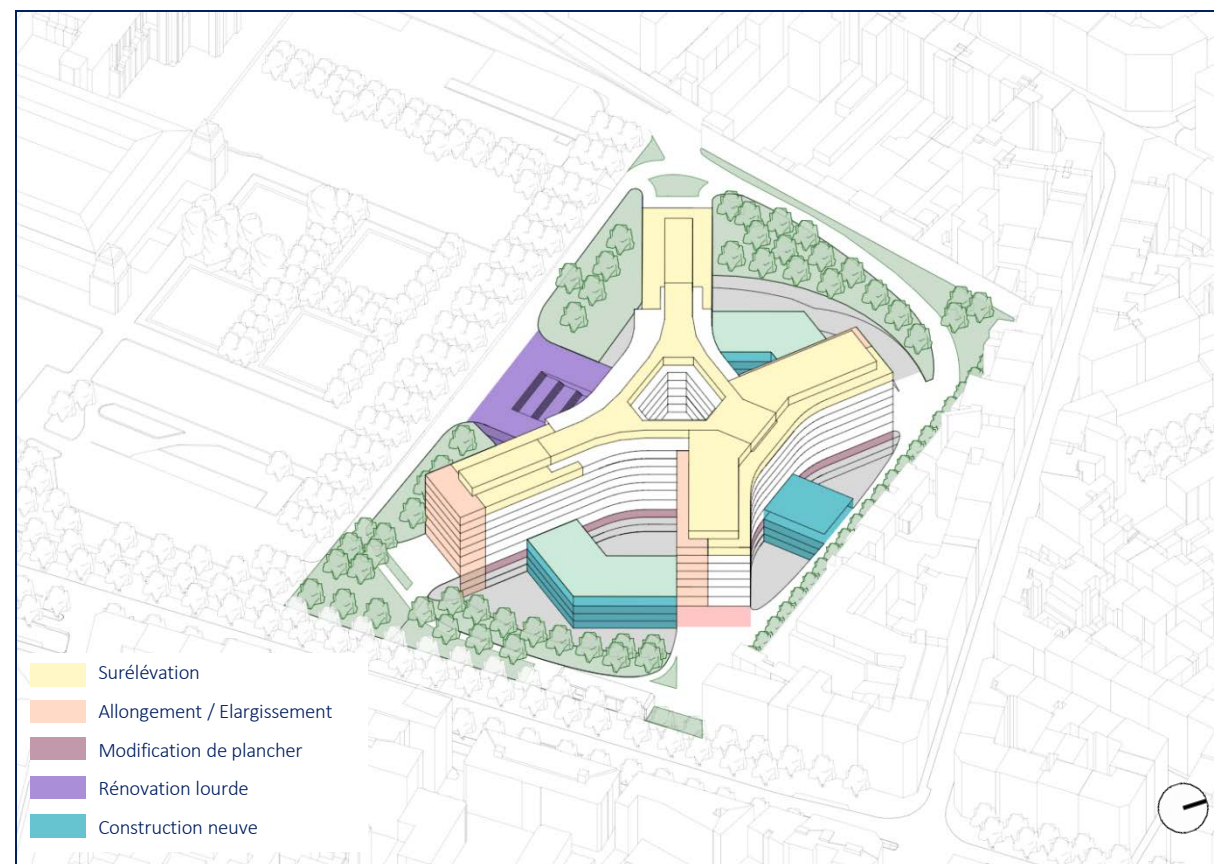 Surélévation
Allongement / Elargissement
Modification de plancher
Rénovation lourde
Construction neuve